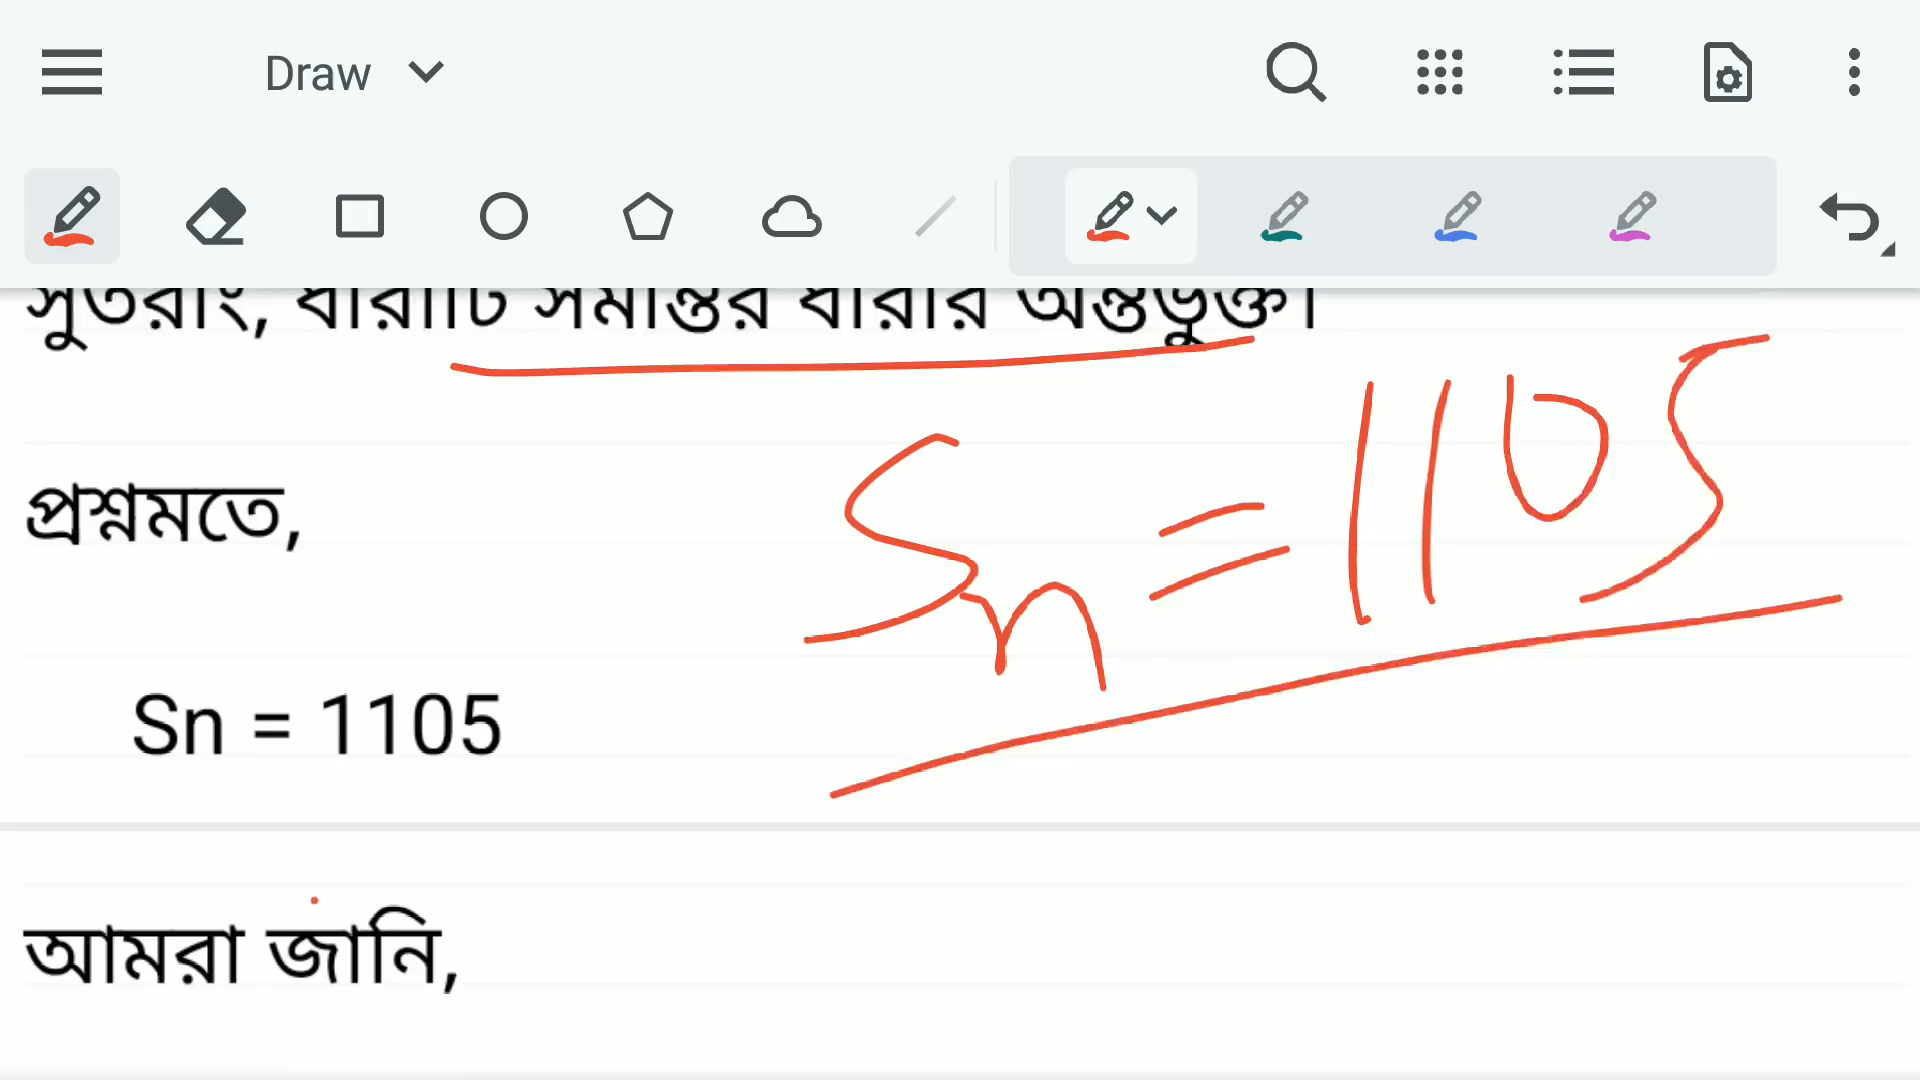 Draw
সুতরাং, ধারাটি সমান্তর ধারার অন্তর্ভুক্ত।
Sn = 1105
প্রশ্নমতে,
Sn = 1105
আমরা জানি,